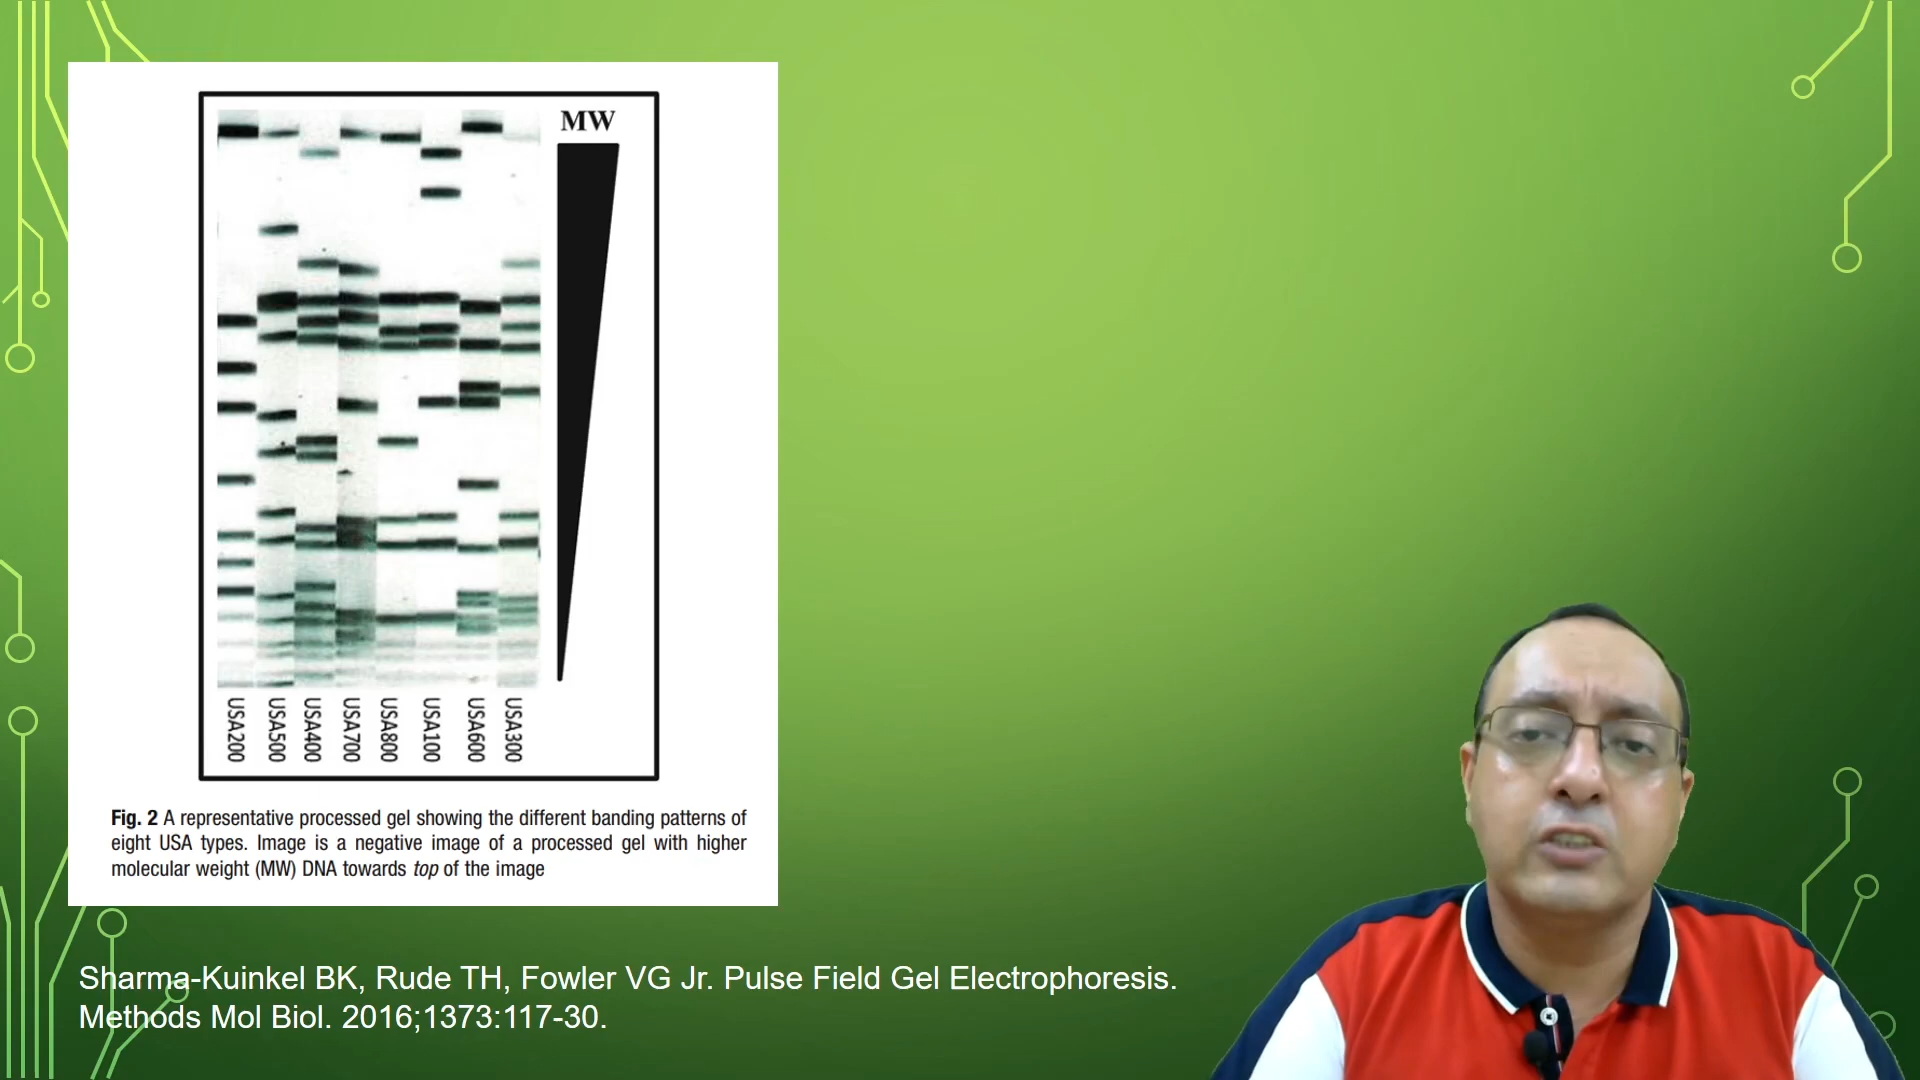 MW
USA200
USA500
USA400
USA700
USA800
USA100
USA600
USA300
Fig. 2 A representative processed gel showing the different banding patterns of
eight USA types. Image is a negative image of a processed gel with higher
molecular weight (MW) DNA towards top of the image
Sharma-Kuinkel BK, Rude TH, Fowler VG Jr. Pulse Field Gel Electrophoresis.
Methods Mol Biol. 2016;1373:117-30.